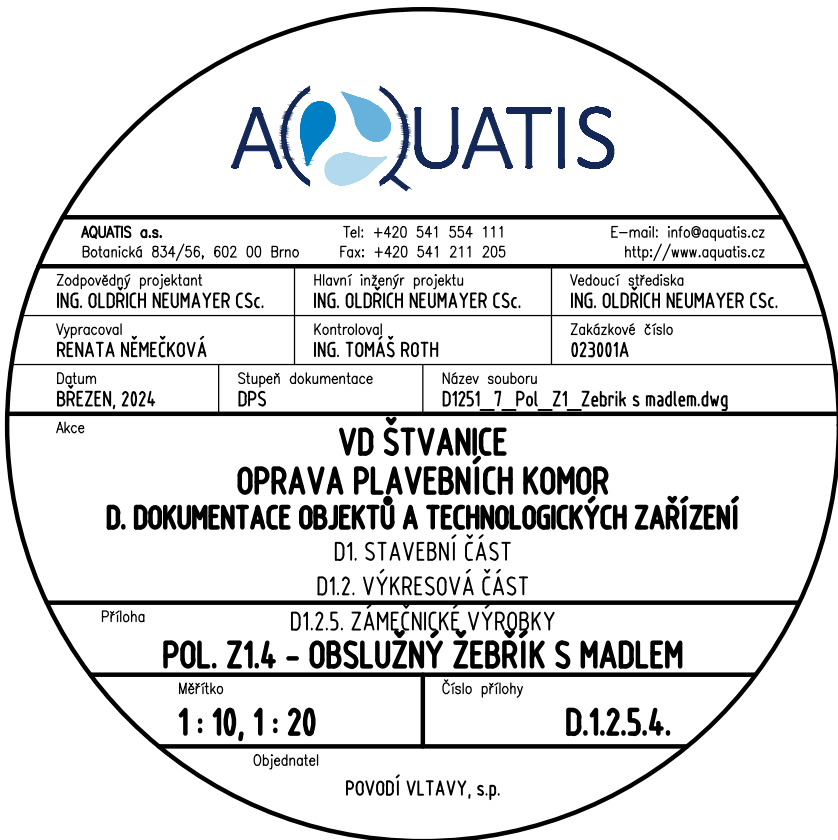 AQUATIS
AQUATIS a.s. Tel: +420 541 554 111 E-mail: info@aquatis.cz
Botanická 834/56, 602 00 Brno Fax: +420 541 211 205 http://www.aquatis.cz
Zodpovědný projektant Hlavní inženýr projektu Vedoucí střediska
ING. OLDŘICH NEUMAYER CSc. ING. OLDŘICH NEUMAYER CSc. ING. OLDŘICH NEUMAYER CSc.
Vypracoval Kontroloval Zakázkové číslo
RENATA NĚMEČKOVÁ ING. TOMÁŠ ROTH 023001A
Datum Stupeň dokumentace Název souboru
BŘEZEN, 2024 DPS D1251_7_Pol_Z1_Zebrik s madlem.dwg
Akce
VD ŠTVANICE
OPRAVA PLAVEBNÍCH KOMOR
D. DOKUMENTACE OBJEKTŮ A TECHNOLOGICKÝCH ZAŘÍZENÍ
D1. STAVEBNÍ ČÁST
D1.2. VÝKRESOVÁ ČÁST
Příloha D1.2.5. ZÁMEČNICKÉ VÝROBKY
POL. Z1.4 - OBSLUŽNÝ ŽEBŘÍK S MADLEM
Měřítko Číslo přílohy
1 : 10, 1 : 20 D.1.2.5.4.
Objednatel
POVODÍ VLTAVY, s.p.